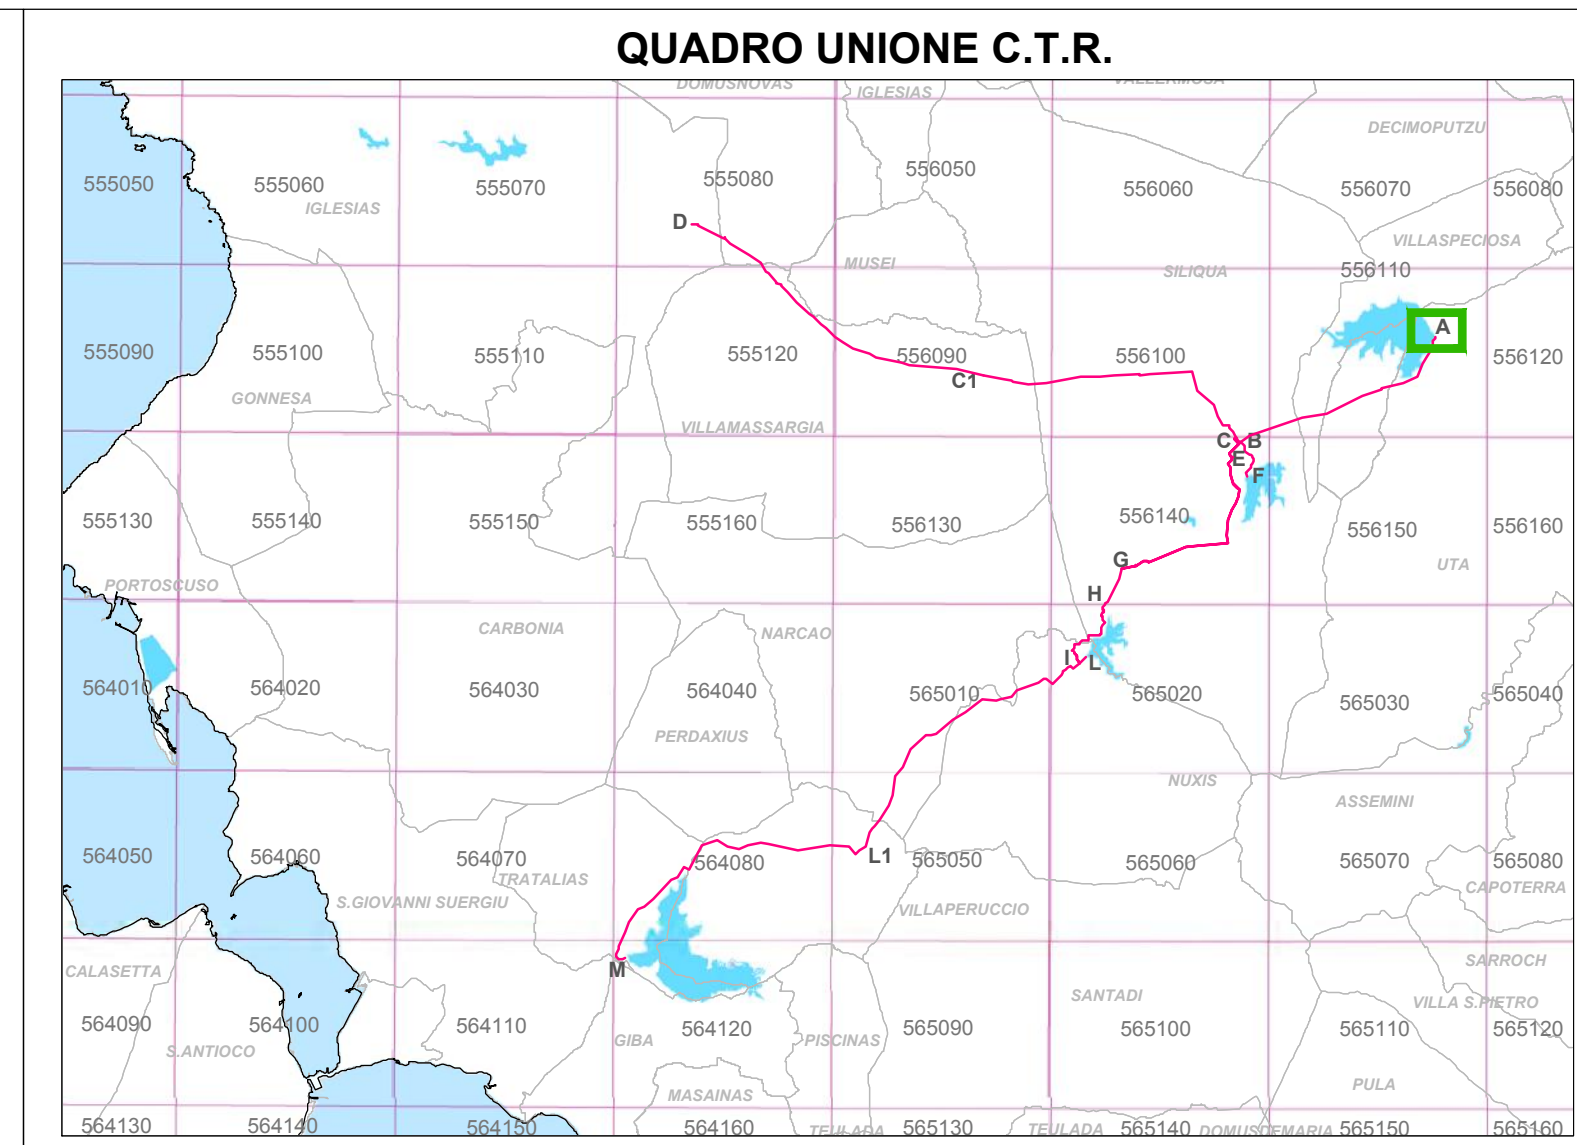 QUADRO UNIONE C.T.R.
DOMUSNOVAS
IGLESIAS
VALLERMOSA
DECIMOPUTZU
555050
555060
555070
555080
556050
556060
556070
556080
IGLESIAS
D
MUSEI
SILIQUA
VILLASPECIOSA
556110
A
555090
555100
555110
555120
556090
556100
556120
C1
GONNESA
VILLAMASSARGIA
C
B
E
F
555130
555140
555150
555160
556130
556140
556150
556160
G
UTA
PORTOSCUSO
H
CARBONIA
NARCAO
I
L
564010
564020
564030
564040
565010
565020
565030
565040
PERDAXIUS
NUXIS
ASSEMINI
564050
564060
564070
564080
L1
565050
565060
565070
565080
TRATALIAS
CAPOTERRA
S.GIOVANNI SUERGIU
VILLAPERUCCIO
CALASETTA
M
SARROCH
SANTADI
VILLA S.PIETRO
564090
564100
564110
564120
565090
565100
565110
565120
S.ANTIOCO
GIBA
PISCINAS
MASAINAS
PULA
564130
564140
564150
564160
TEULADA
565130
TEULADA
565140
DOMUSDEMARIA
565150
565160